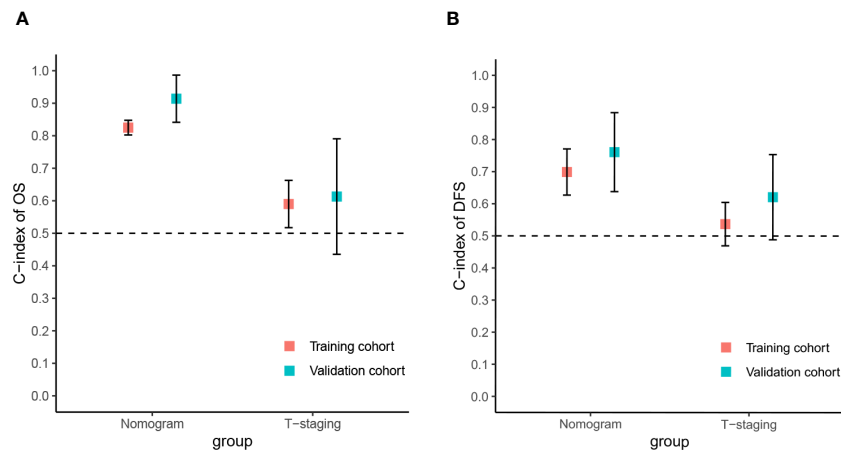 A
C-index of OS
1.0
0.9
0.8
0.7
0.6
0.5
0.4
0.3
0.2
0.1
0.0
Training cohort
Validation cohort
Nomogram
T-staging
group
B
C-index of DFS
1.0
0.9
0.8
0.7
0.6
0.5
0.4
0.3
0.2
0.1
0.0
Training cohort
Validation cohort
Nomogram
T-staging
group